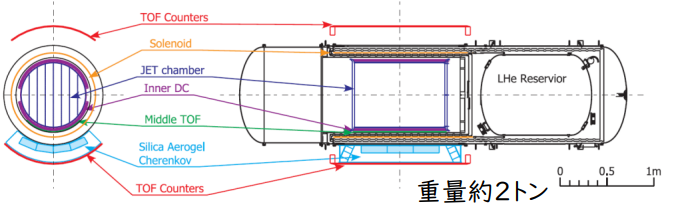 TOF Counters
Solenoid
JET chamber
Inner DC
Middle TOF
Silica Aerogel
Cherenkov
TOF Counters
LHe Reservior
重量約2トン
0 0.5 1m